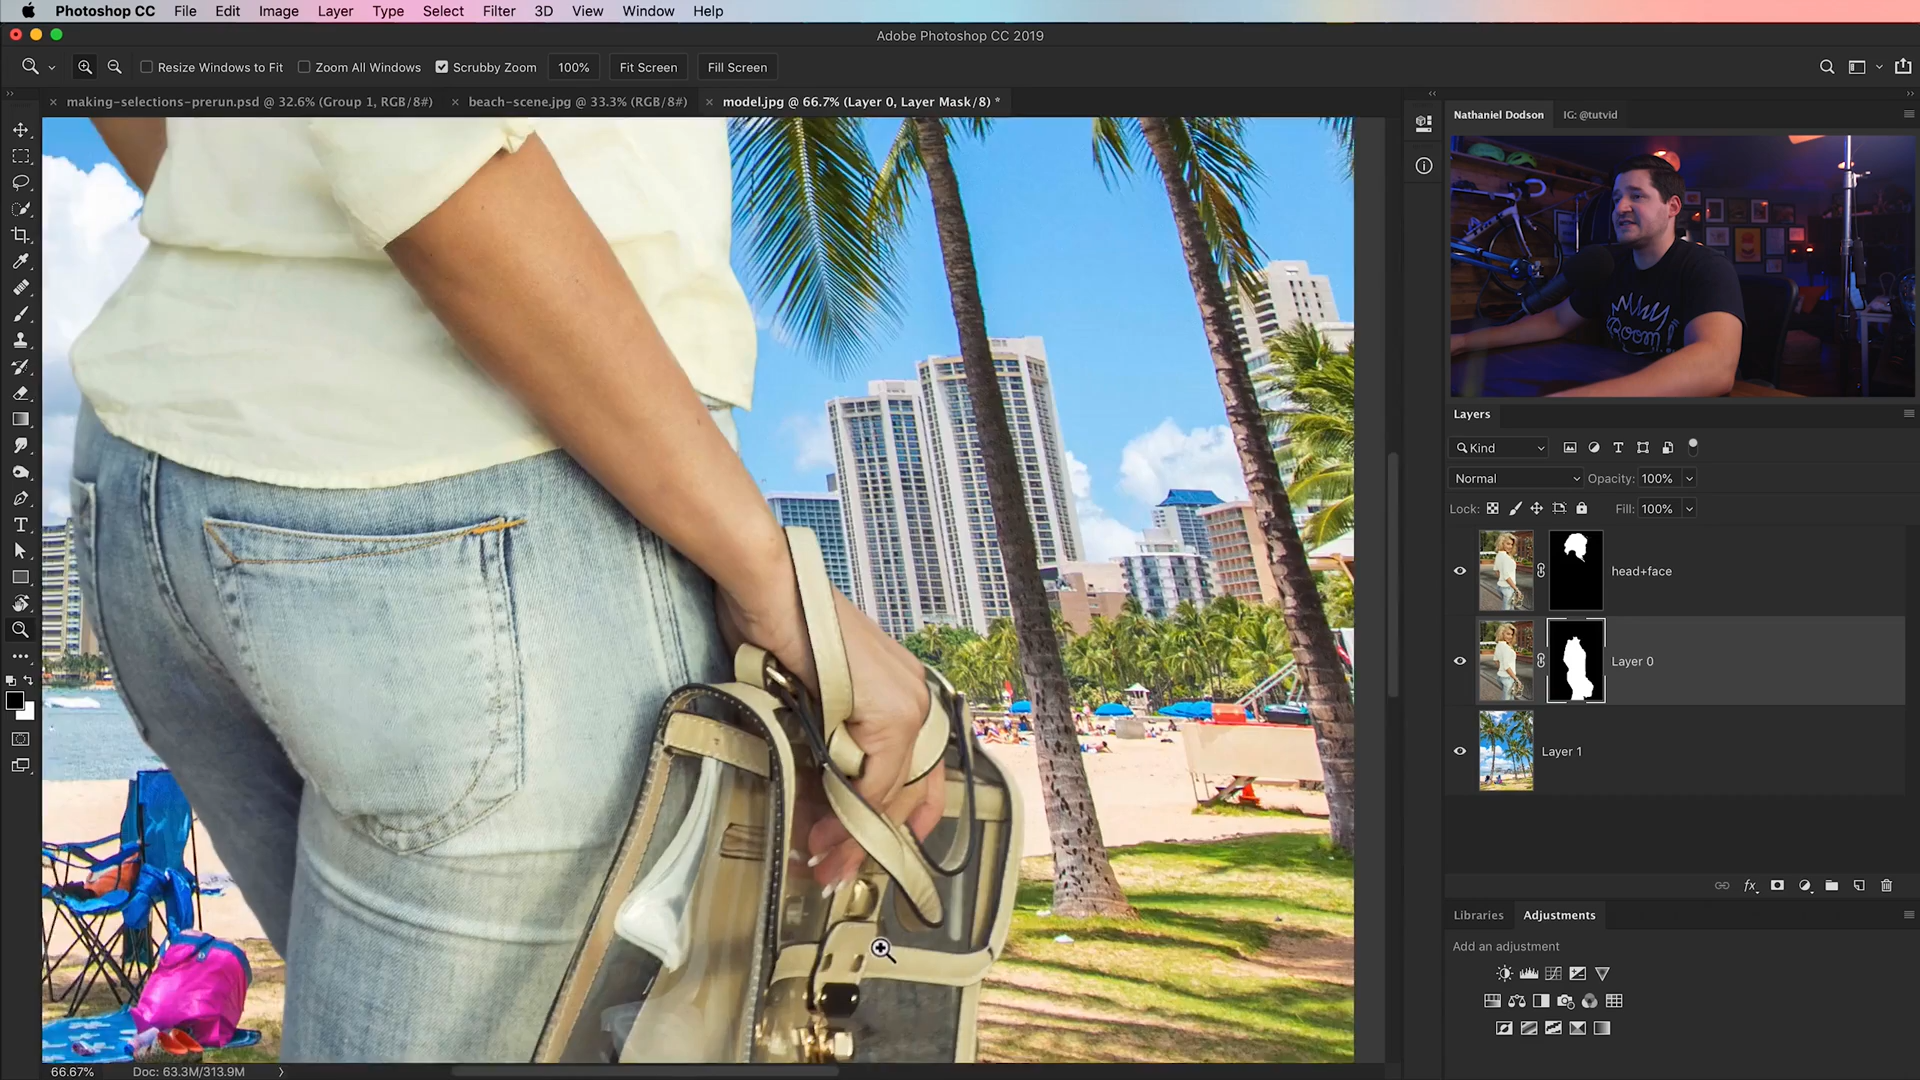 Photoshop CC File Edit Image Layer Type Select Filter 3D View Window Help
Adobe Photoshop CC 2019
Resize Windows to Fit Zoom All Windows Scrubby Zoom 100% Fit Screen Fill Screen
making-selections-prerun.psd @ 32.6% (Group 1, RGB/8#) beach-scene.jpg @ 33.3% (RGB/8#) model.jpg @ 66.7% (Layer 0, Layer Mask/8) *
Nathaniel Dodson IG: @tutvid
Boom
Layers
Kind
Normal Opacity: 100%
Lock: Fill: 100%
head+face
Layer 0
Layer 1
fx
Libraries Adjustments
Add an adjustment
66.67% Doc: 63.3M/313.9M